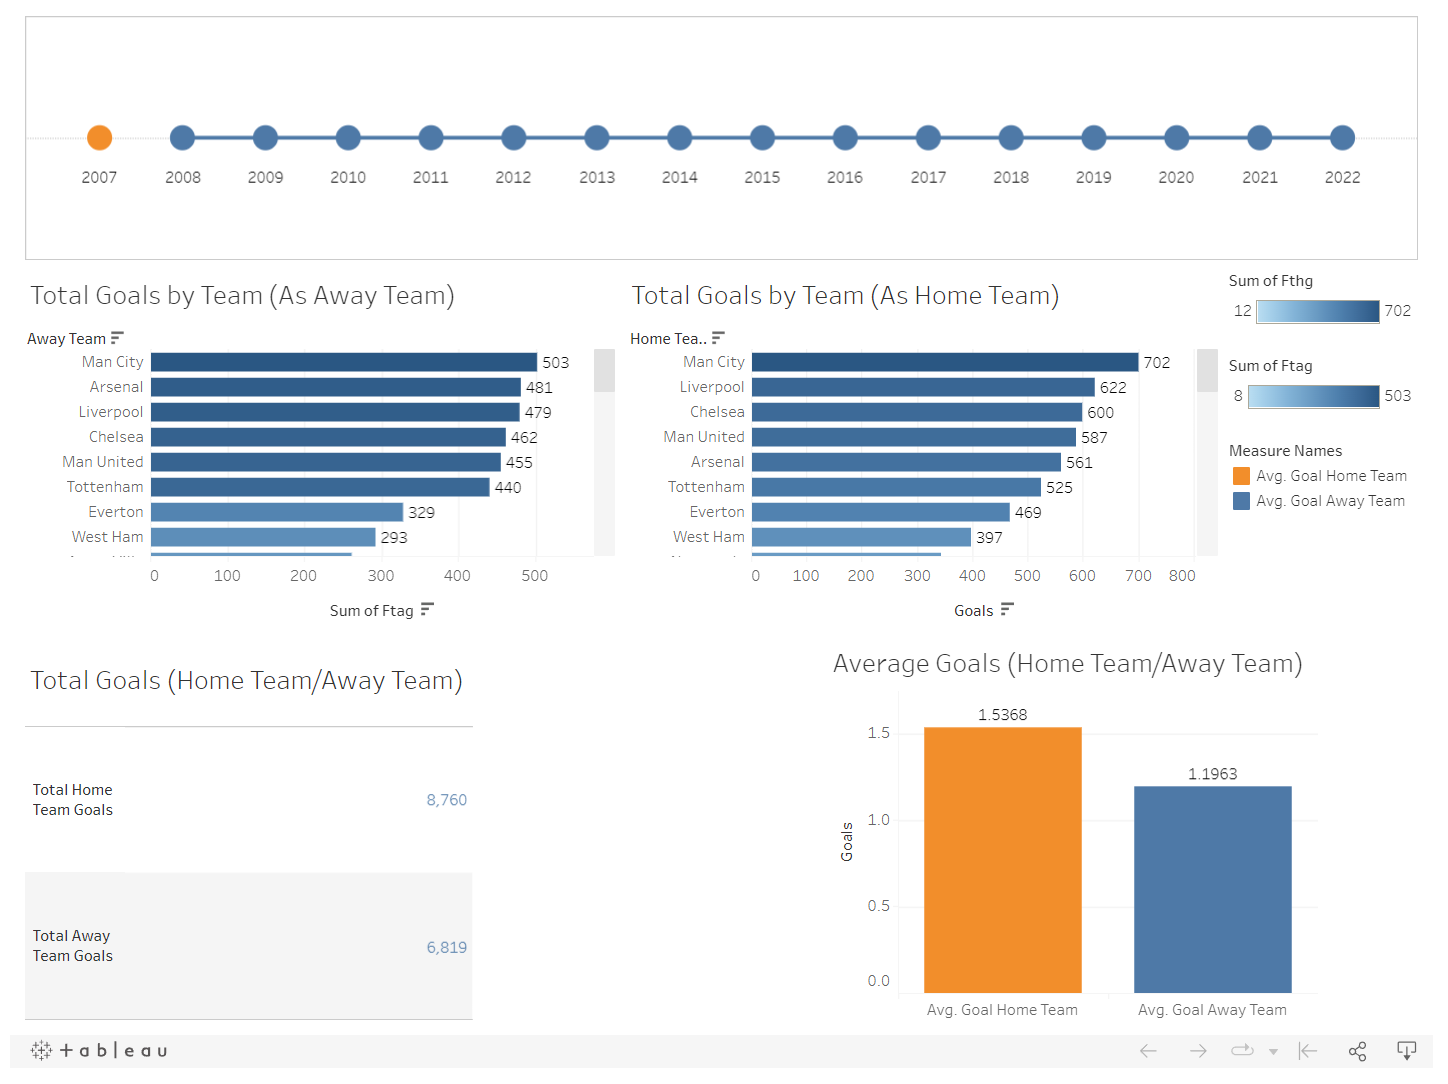 2007 2008 2009 2010 2011 2012 2013 2014 2015 2016 2017 2018 2019 2020 2021 2022
Total Goals by Team (As Away Team)
Away Team
Man City 503
Arsenal 481
Liverpool 479
Chelsea 462
Man United 455
Tottenham 440
Everton 329
West Ham 293
0 100 200 300 400 500
Sum of Ftag
Total Goals by Team (As Home Team)
Home Tea..
Man City 702
Liverpool 622
Chelsea 600
Man United 587
Arsenal 561
Tottenham 525
Everton 469
West Ham 397
0 100 200 300 400 500 600 700 800
Goals
Sum of Fthg
12 702
Sum of Ftag
8 503
Measure Names
Avg. Goal Home Team
Avg. Goal Away Team
Total Goals (Home Team/Away Team)
Total Home
Team Goals
8,760
Total Away
Team Goals
6,819
Average Goals (Home Team/Away Team)
1.5368
1.1963
1.5
1.0
0.5
0.0
Goals
Avg. Goal Home Team Avg. Goal Away Team
+ableau